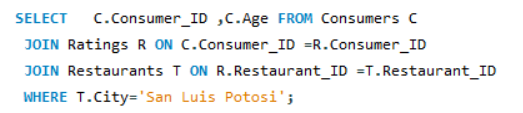 SELECT   C.Consumer_ID ,C.Age FROM Consumers C
JOIN Ratings R ON C.Consumer_ID =R.Consumer_ID
JOIN Restaurants T ON R.Restaurant_ID =T.Restaurant_ID
WHERE T.City='San Luis Potosi';